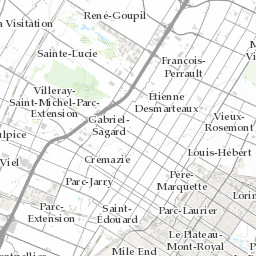 René-Goupil
a Visitation
Sainte-Lucie
François-
Perrault
Villeray-
Saint-Michel-Parc-
Extension
Étienne
Desmarteaux
Gabriel-
Sagard
Vieux-
Rosemont
ulpice
Viel
Crémazie
Louis-Hébert
Parc-Jarry
Père-
Marquette
Parc-
Extension
Saint-
Édouard
Parc-Laurier
Lorin
Le Plateau-
Mont-Royal
Mile End